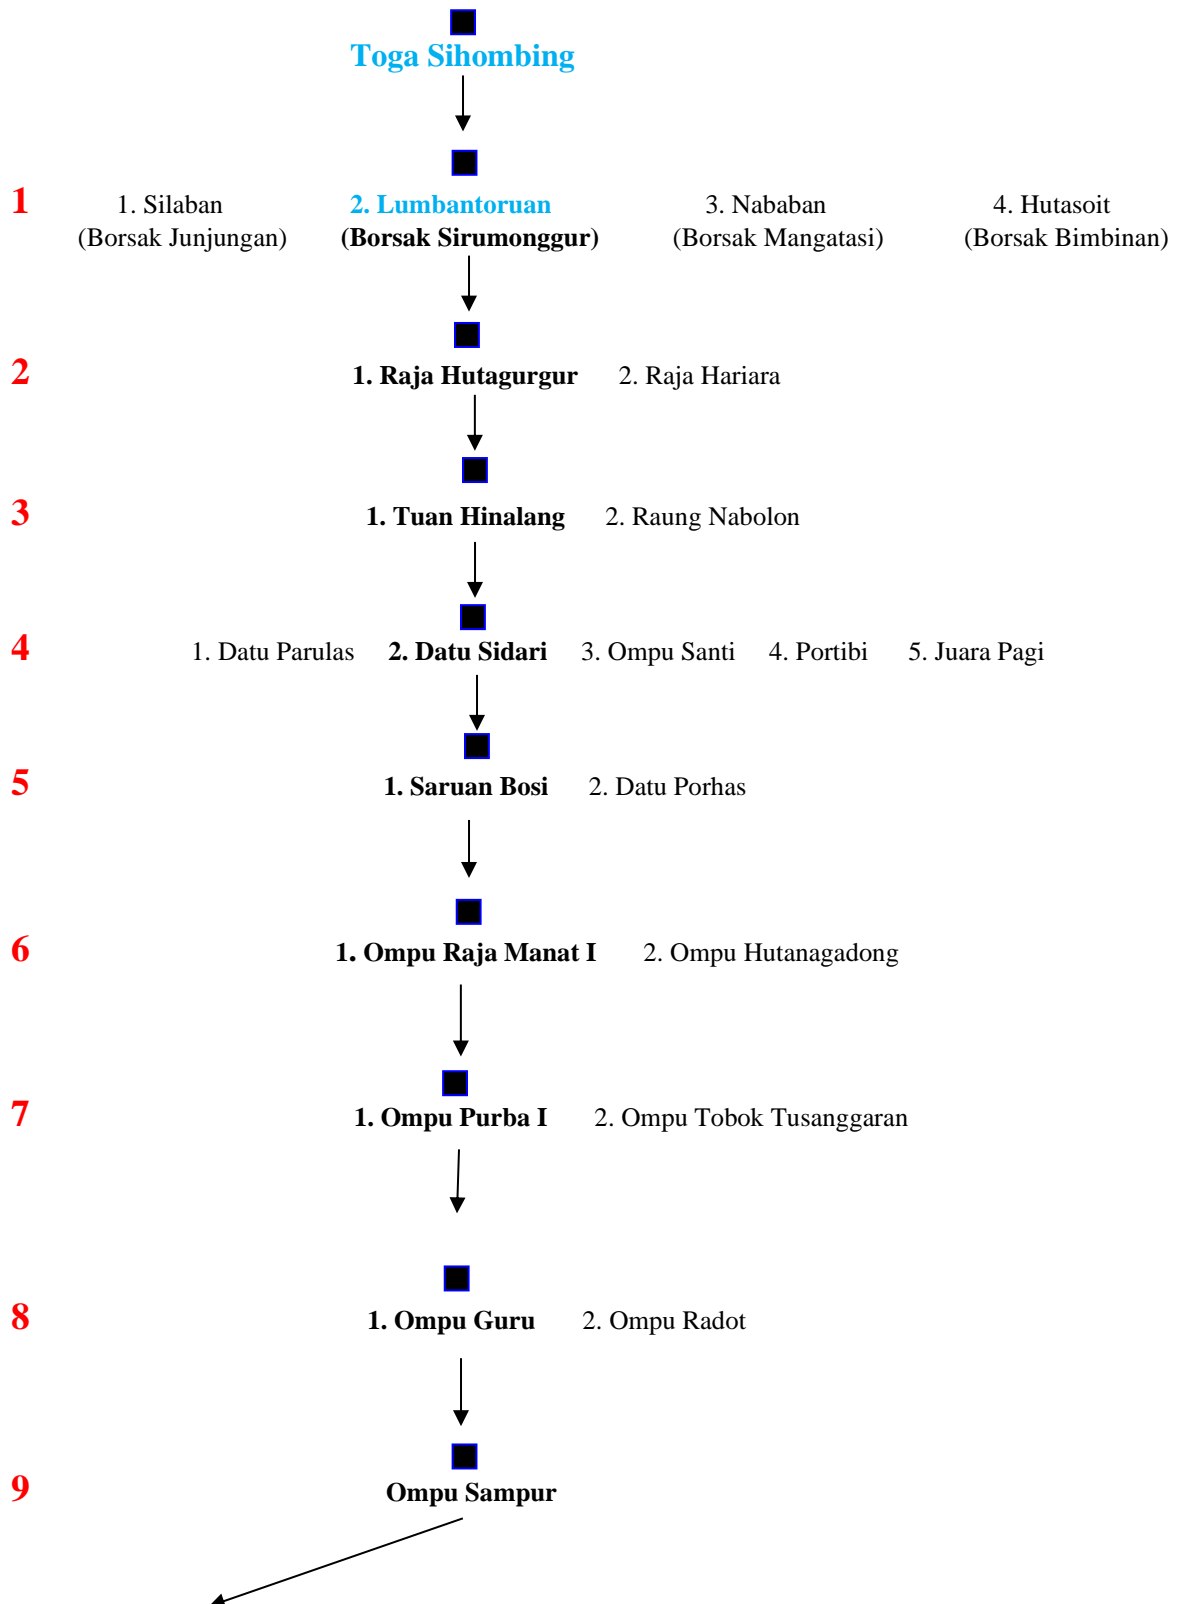 Toga Sihombing
1 1. Silaban 2. Lumbantoruan 3. Nababan 4. Hutasoit
(Borsak Junjungan) (Borsak Sirumonggur) (Borsak Mangatasi) (Borsak Bimbinan)
2 1. Raja Hutagurgur 2. Raja Hariara
3 1. Tuan Hinalang 2. Raung Nabolon
4 1. Datu Parulas 2. Datu Sidari 3. Ompu Santi 4. Portibi 5. Juara Pagi
5 1. Saruan Bosi 2. Datu Porhas
6 1. Ompu Raja Manat I 2. Ompu Hutanagadong
7 1. Ompu Purba I 2. Ompu Tobok Tusanggaran
8 1. Ompu Guru 2. Ompu Radot
9 Ompu Sampur